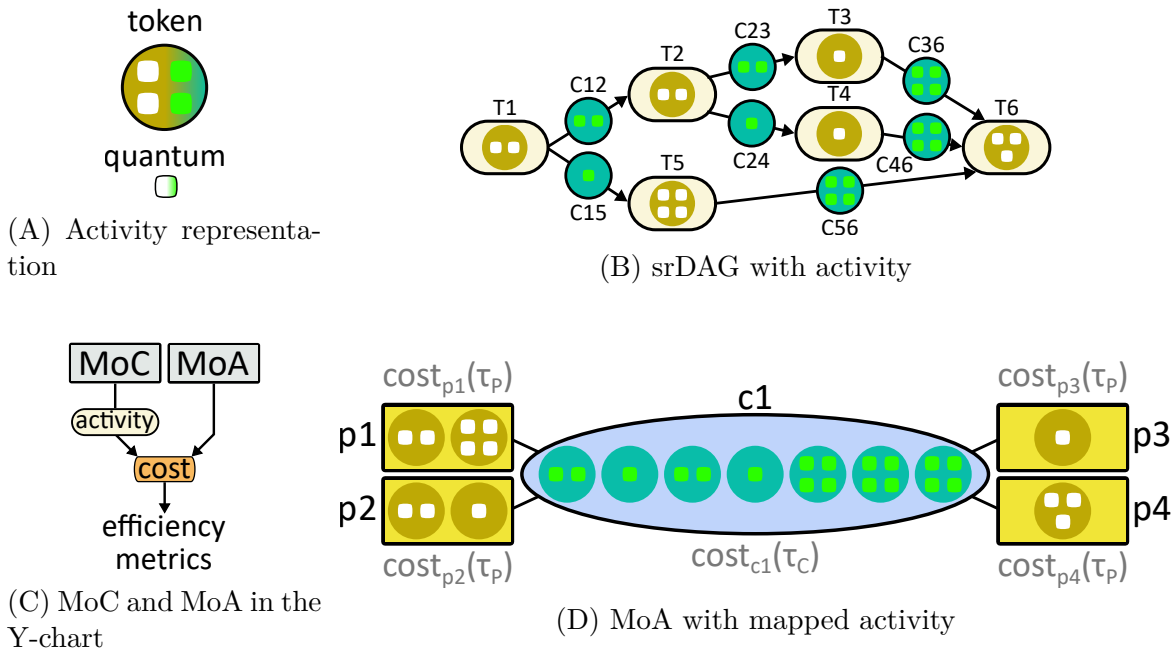 token
quantum
(A) Activity representa-
tion
T1
C12
C15
T2
T5
C23
C24
T3
T4
C36
C46
C56
T6
(B) srDAG with activity
MoC MoA
activity
cost
efficiency
metrics
(C) MoC and MoA in the
Y-chart
cost_p1(τ_P)
p1
p2
cost_p2(τ_P)
c1
cost_c1(τ_C)
cost_p3(τ_P)
p3
p4
cost_p4(τ_P)
(D) MoA with mapped activity